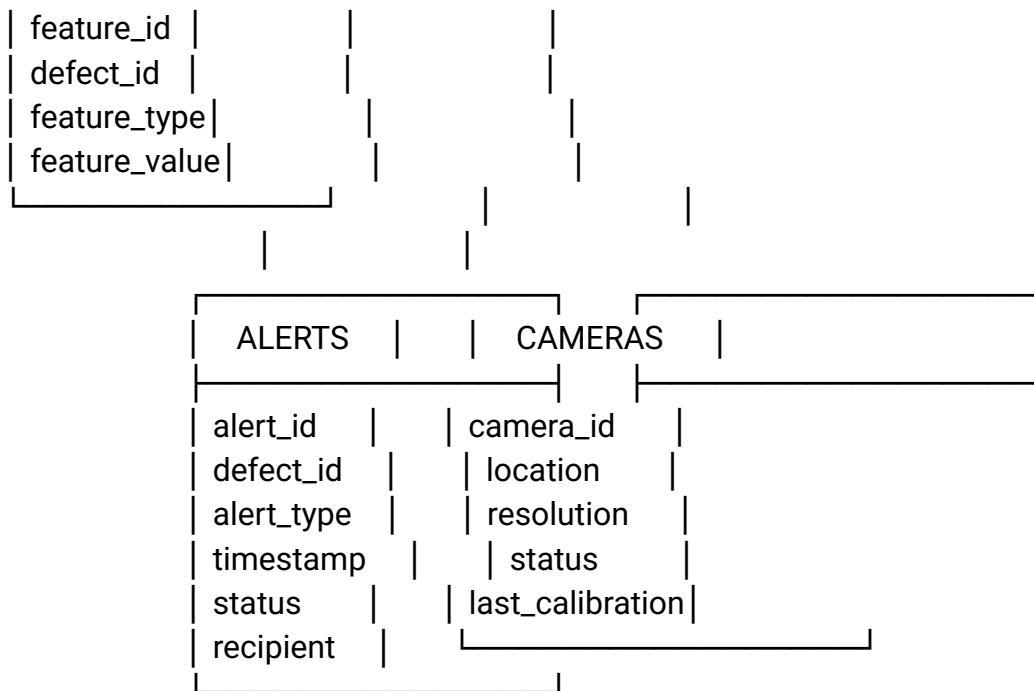 feature_id
defect_id
feature_type
feature_value
ALERTS CAMERAS
alert_id camera_id
defect_id location
alert_type resolution
timestamp status
status last_calibration
recipient